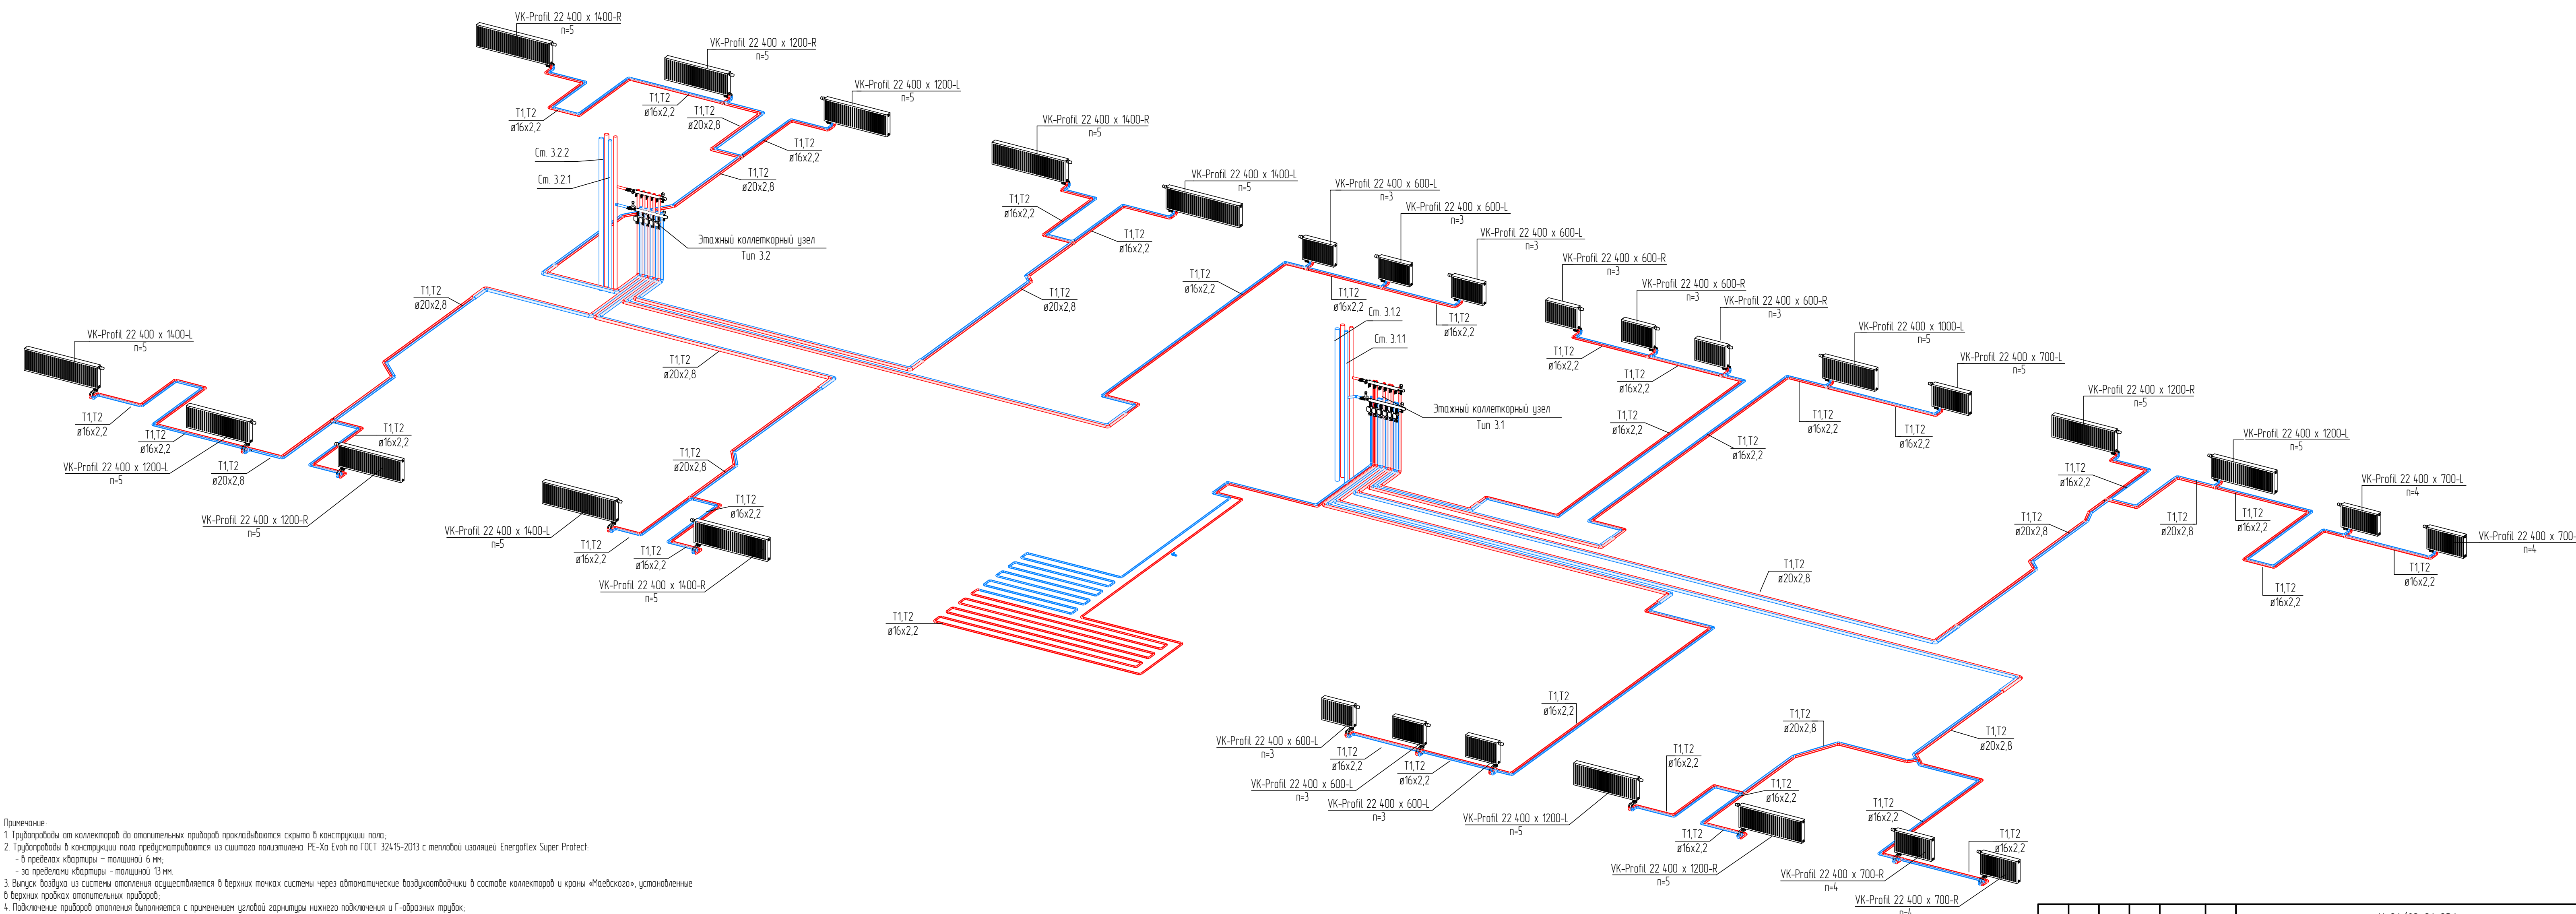 VK-Profil 22 400 x 1400-R
n=5
VK-Profil 22 400 x 1200-R
n=5
VK-Profil 22 400 x 1200-L
n=5
T1,T2
ø16x2,2
T1,T2
ø16x2,2
T1,T2
ø20x2,8
T1,T2
ø16x2,2
T1,T2
ø20x2,8
Ст. 3.2.2
Ст. 3.2.1
Этажный коллеткорный узел
Тип 3.2
VK-Profil 22 400 x 1400-R
n=5
VK-Profil 22 400 x 1400-L
n=5
T1,T2
ø16x2,2
T1,T2
ø16x2,2
T1,T2
ø20x2,8
T1,T2
ø16x2,2
VK-Profil 22 400 x 600-L
n=3
VK-Profil 22 400 x 600-L
n=3
VK-Profil 22 400 x 600-L
n=3
T1,T2
ø16x2,2
T1,T2
ø16x2,2
T1,T2
ø20x2,8
VK-Profil 22 400 x 1400-L
n=5
T1,T2
ø16x2,2
T1,T2
ø16x2,2
VK-Profil 22 400 x 1200-L
n=5
T1,T2
ø20x2,8
T1,T2
ø16x2,2
VK-Profil 22 400 x 1200-R
n=5
T1,T2
ø20x2,8
T1,T2
ø20x2,8
VK-Profil 22 400 x 1400-L
n=5
T1,T2
ø16x2,2
T1,T2
ø16x2,2
T1,T2
ø16x2,2
VK-Profil 22 400 x 1400-R
n=5
Ст. 3.1.2
Ст. 3.1.1
Этажный коллеткорный узел
Тип 3.1
VK-Profil 22 400 x 600-R
n=3
VK-Profil 22 400 x 600-R
n=3
VK-Profil 22 400 x 600-R
n=3
T1,T2
ø16x2,2
T1,T2
ø16x2,2
T1,T2
ø16x2,2
T1,T2
ø16x2,2
VK-Profil 22 400 x 1000-L
n=5
VK-Profil 22 400 x 700-L
n=5
T1,T2
ø16x2,2
T1,T2
ø16x2,2
VK-Profil 22 400 x 1200-R
n=5
VK-Profil 22 400 x 1200-L
n=5
VK-Profil 22 400 x 700-L
n=4
VK-Profil 22 400 x 700-
n=4
T1,T2
ø16x2,2
T1,T2
ø20x2,8
T1,T2
ø20x2,8
T1,T2
ø16x2,2
T1,T2
ø16x2,2
T1,T2
ø16x2,2
T1,T2
ø20x2,8
T1,T2
ø16x2,2
T1,T2
ø16x2,2
VK-Profil 22 400 x 600-L
n=3
VK-Profil 22 400 x 600-L
n=3
VK-Profil 22 400 x 600-L
n=3
T1,T2
ø16x2,2
T1,T2
ø16x2,2
T1,T2
ø16x2,2
VK-Profil 22 400 x 1200-L
n=5
T1,T2
ø20x2,8
T1,T2
ø20x2,8
T1,T2
ø16x2,2
T1,T2
ø16x2,2
VK-Profil 22 400 x 1200-R
n=5
T1,T2
ø16x2,2
T1,T2
ø16x2,2
VK-Profil 22 400 x 700-R
n=4
VK-Profil 22 400 x 700-R
n=4
Примечание:
1. Трубопроводы от коллекторов до отопительных приборов прокладываются скрыто в конструкции пола;
2. Трубопроводы в конструкции пола предусматриваются из сшитого полиэтилена PE-Xa Evoh по ГОСТ 32415-2013 с тепловой изоляцей Energoflex Super Protect:
- в пределах квартиры - толщиной 6 мм;
- за пределами квартиры - толщиной 13 мм
3. Выпуск воздуха из системы отопления осуществляется в верхних точках системы через автоматические воздухоотводчики в составе коллекторов и краны «Маевского», установленные
в верхних пробках отопительных приборов;
4. Подключение приборов отопления выполняется с применением угловой гарнитуры нижнего подключения и Г-образных трубок;